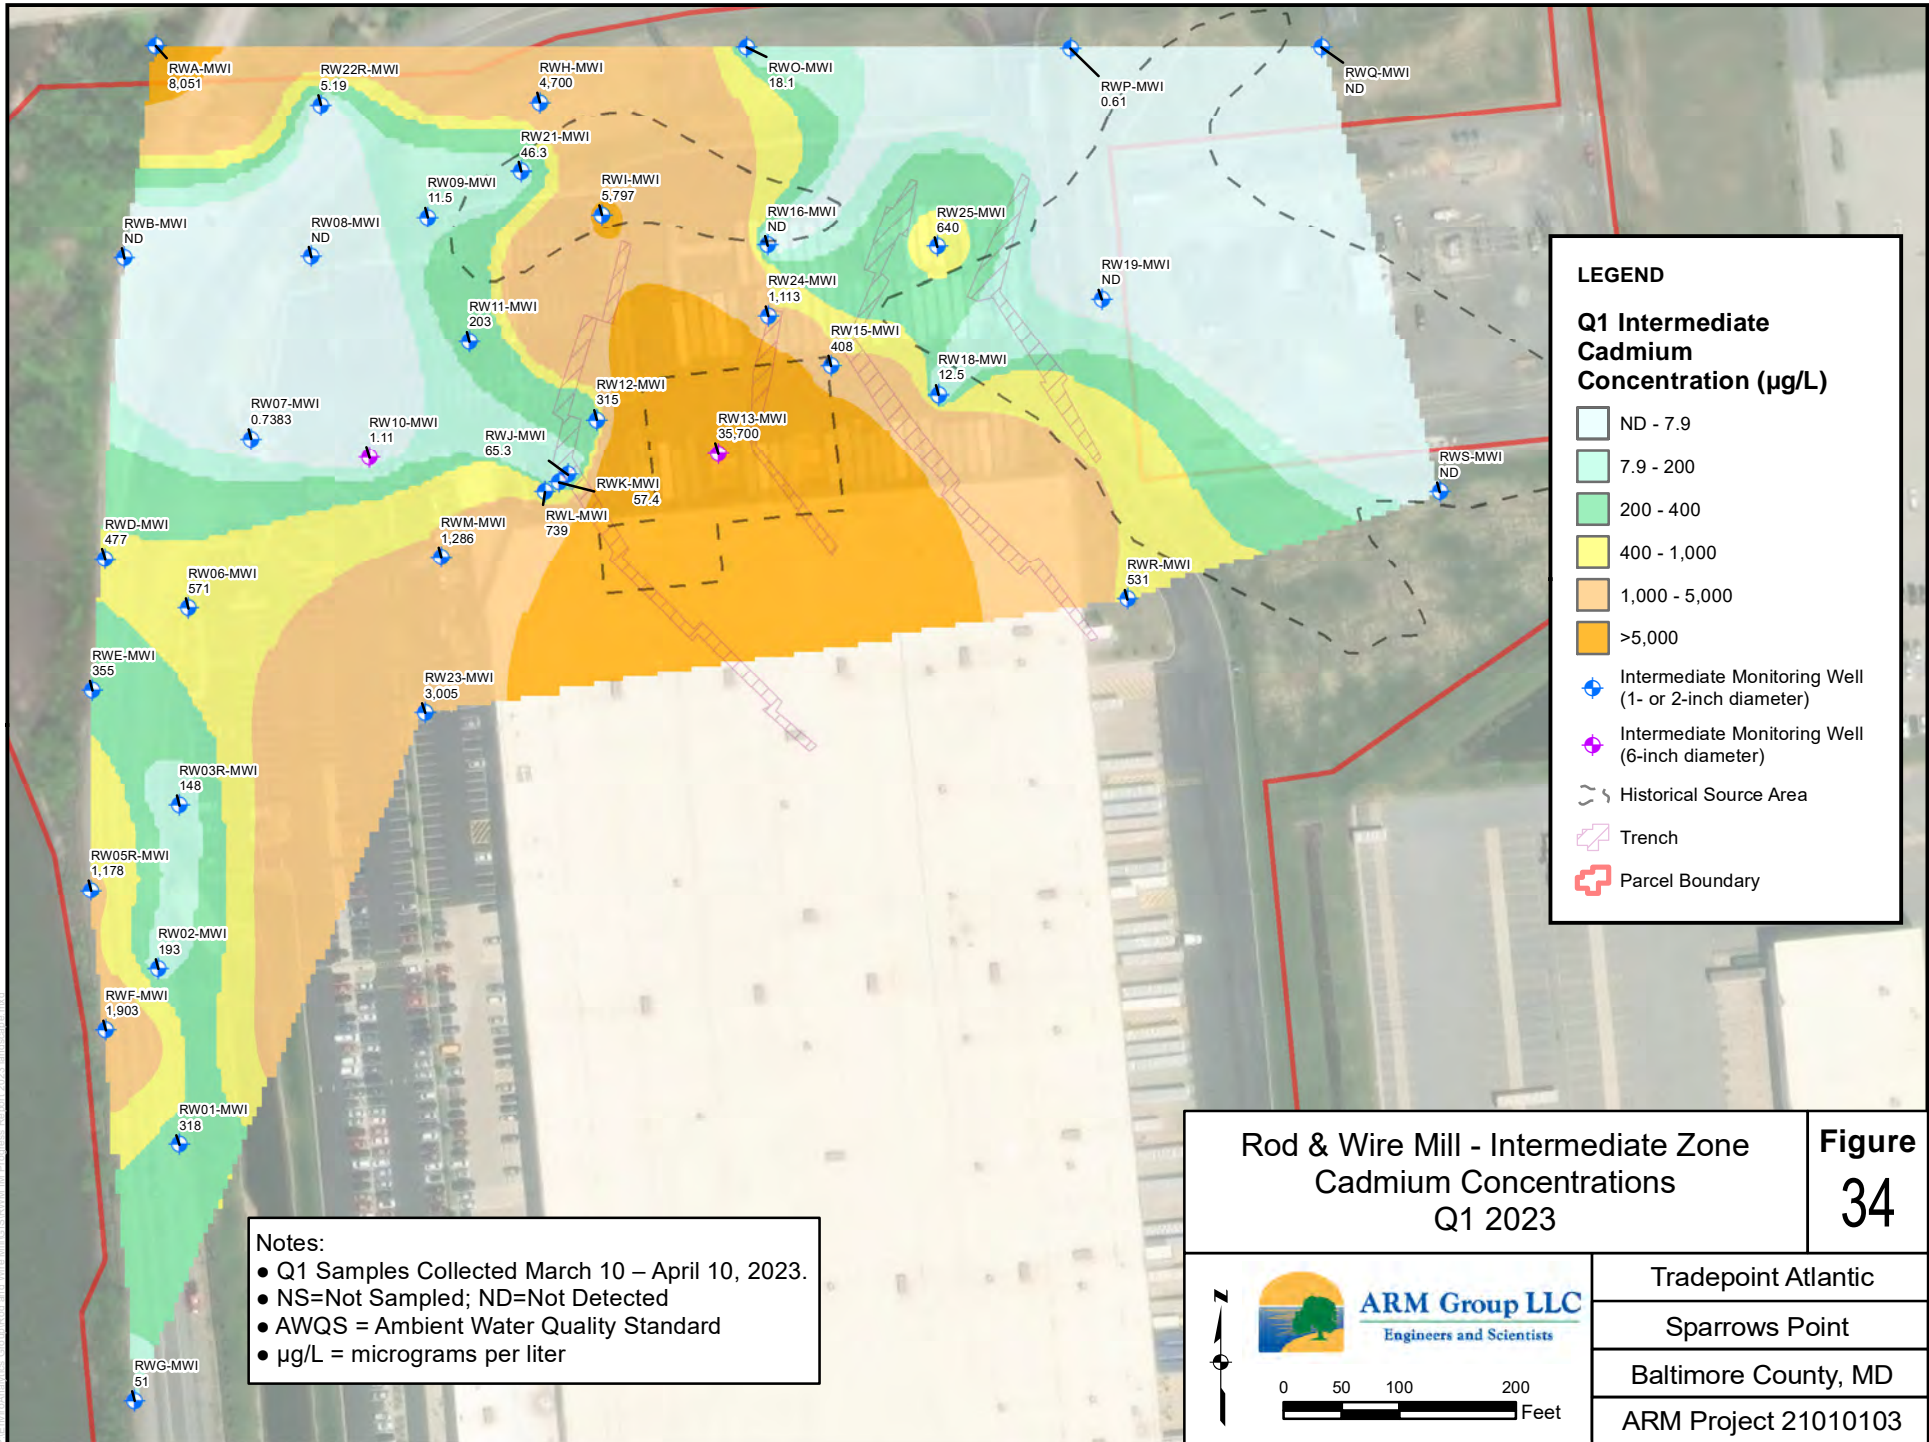 RWA-MWI
8,051
RW22R-MWI
5.19
RWH-MWI
4,700
RWO-MWI
18.1
RWP-MWI
0.61
RWQ-MWI
ND
RW21-MWI
46.3
RW09-MWI
11.5
RWI-MWI
5,797
RWB-MWI
ND
RW08-MWI
ND
RW16-MWI
ND
RW25-MWI
640
RW19-MWI
ND
RW24-MWI
1,113
RW11-MWI
203
RW15-MWI
408
RW18-MWI
12.5
RW12-MWI
315
RW07-MWI
0.7383
RW10-MWI
1.11
RWJ-MWI
65.3
RW13-MWI
35,700
RWK-MWI
57.4
RWL-MWI
739
RWS-MWI
ND
RWD-MWI
477
RWM-MWI
1,286
RW06-MWI
571
RWR-MWI
531
RWE-MWI
355
RW23-MWI
3,005
RW03R-MWI
148
RW05R-MWI
1,178
RW02-MWI
193
RWF-MWI
1,903
RW01-MWI
318
RWG-MWI
51
LEGEND
Q1 Intermediate
Cadmium
Concentration (µg/L)
ND - 7.9
7.9 - 200
200 - 400
400 - 1,000
1,000 - 5,000
>5,000
Intermediate Monitoring Well
(1- or 2-inch diameter)
Intermediate Monitoring Well
(6-inch diameter)
Historical Source Area
Trench
Parcel Boundary
Notes:
● Q1 Samples Collected March 10 – April 10, 2023.
● NS=Not Sampled; ND=Not Detected
● AWQS = Ambient Water Quality Standard
● µg/L = micrograms per liter
Rod & Wire Mill - Intermediate Zone
Cadmium Concentrations
Q1 2023
Figure
34
Z
ARM Group LLC
Engineers and Scientists
0 50 100 200
Feet
Tradepoint Atlantic
Sparrows Point
Baltimore County, MD
ARM Project 21010103